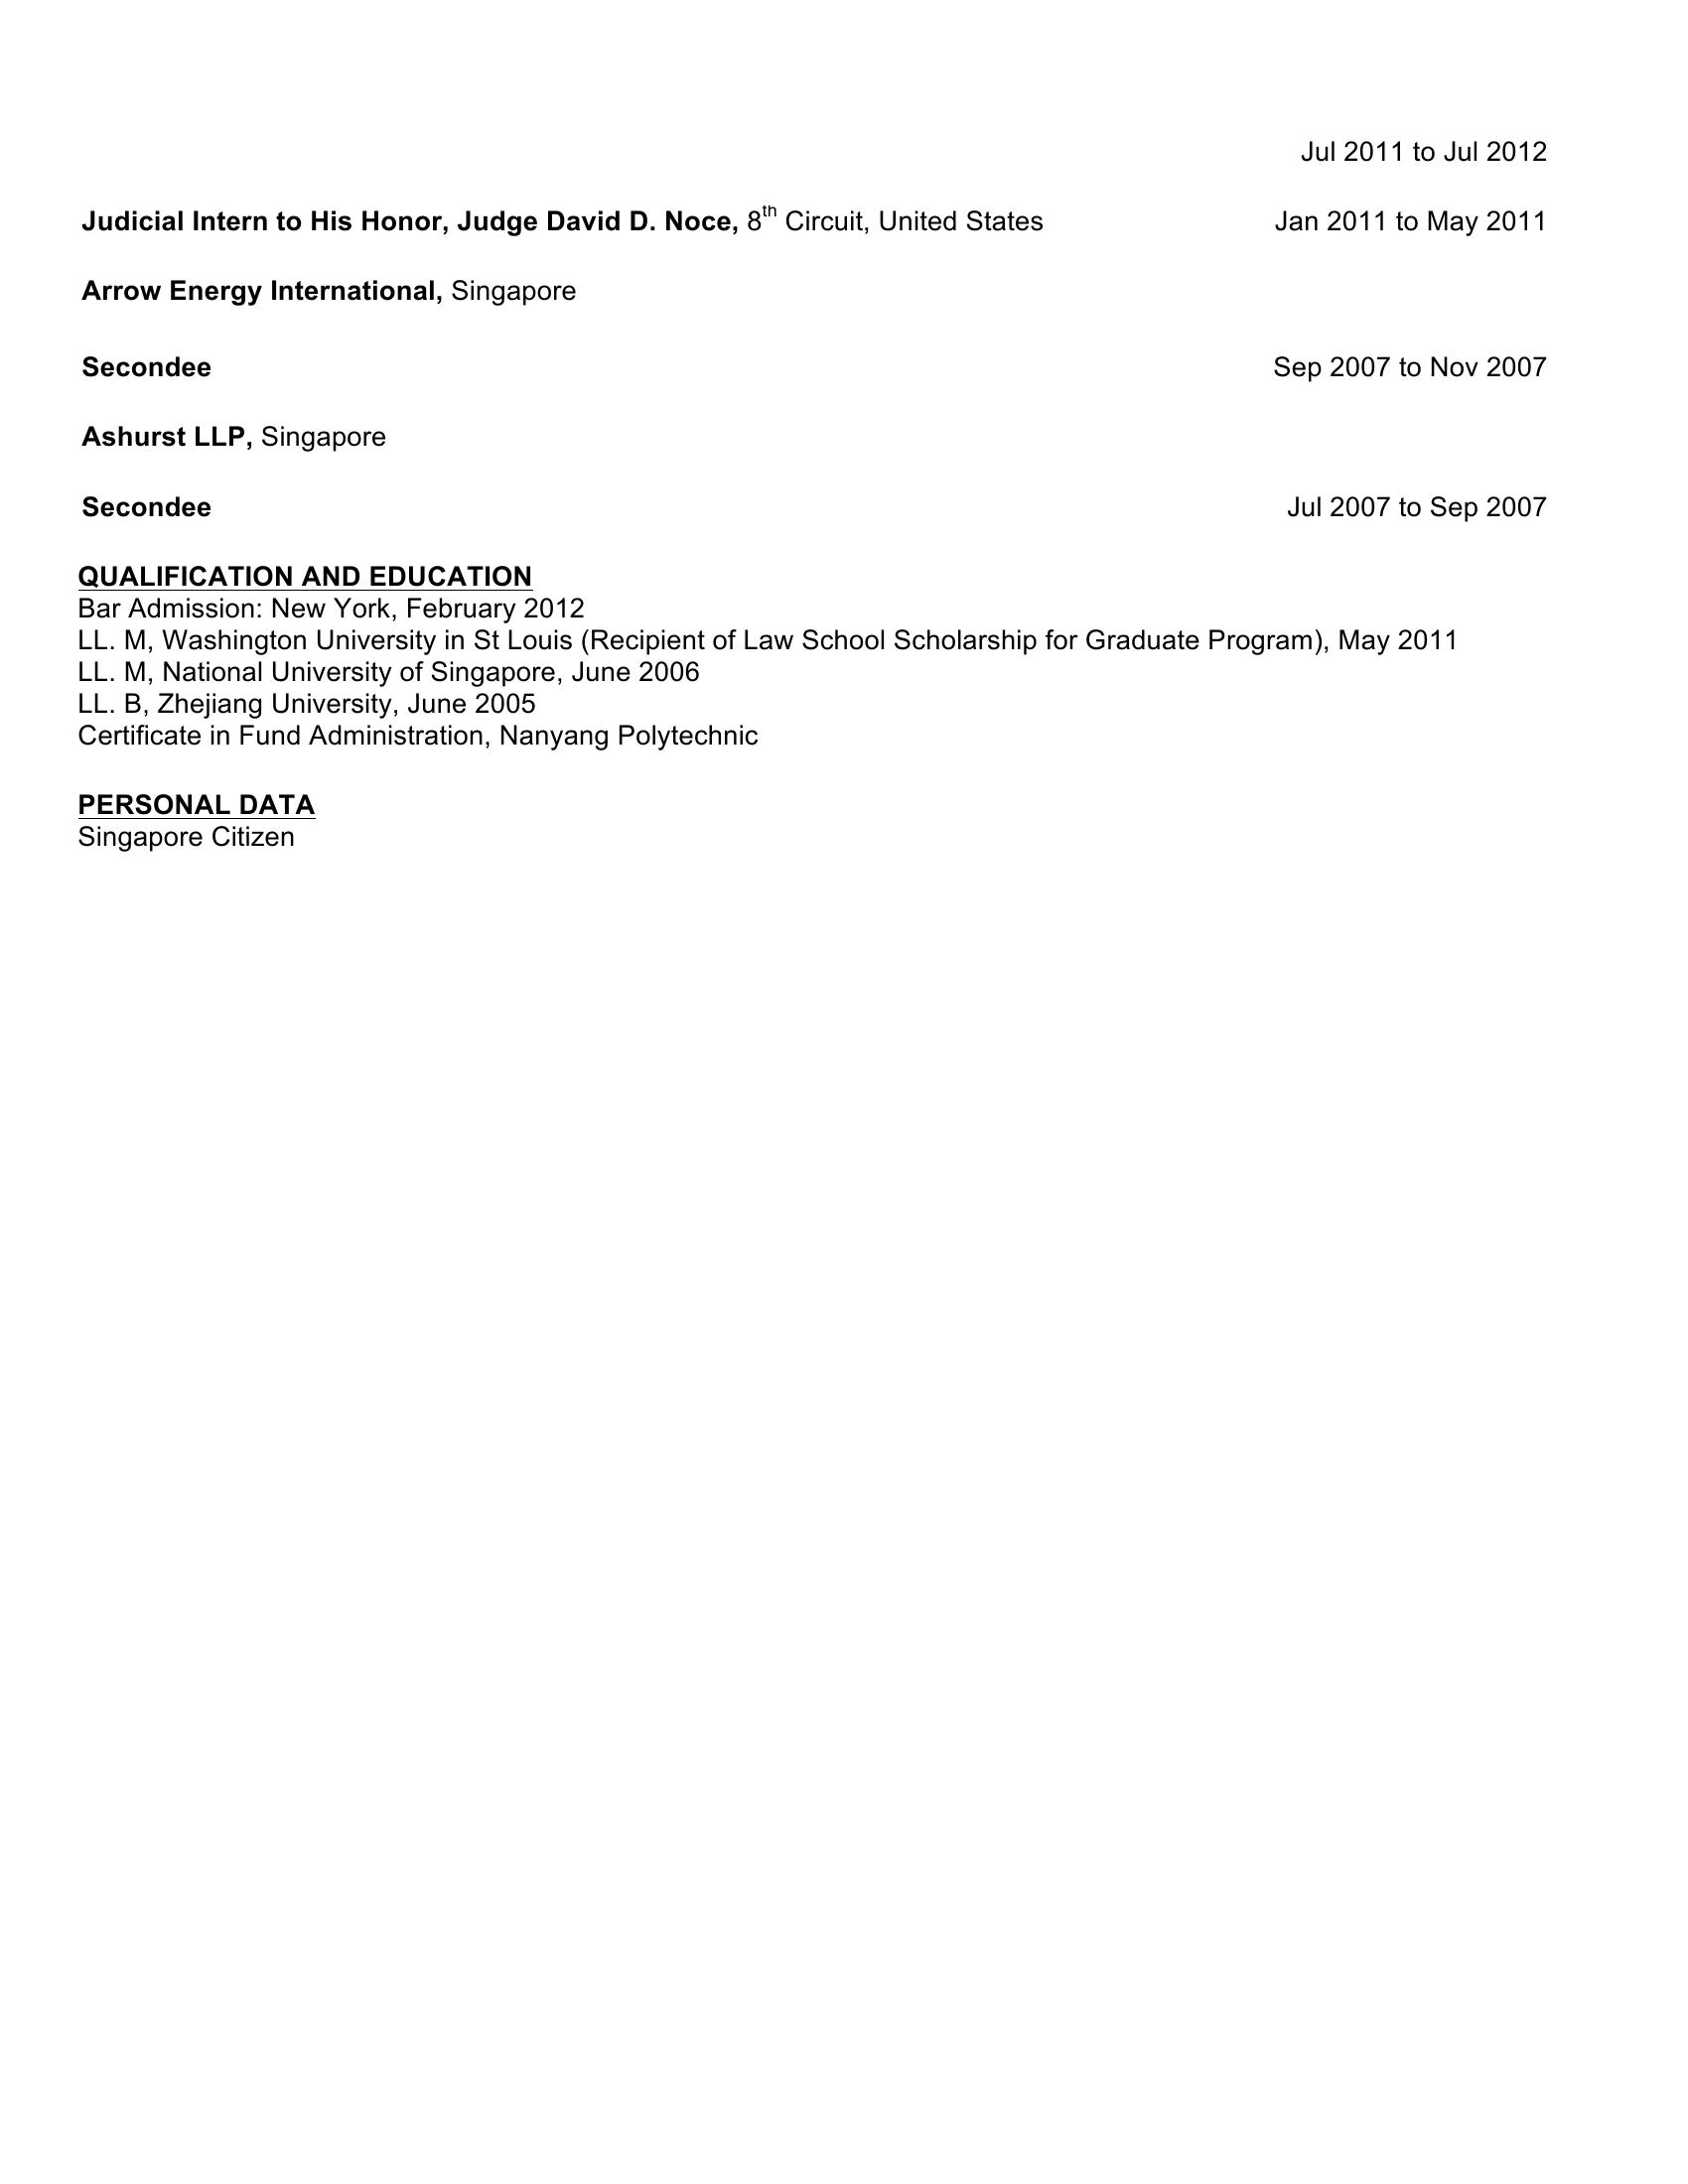 Jul 2011 to Jul 2012
Judicial Intern to His Honor, Judge David D. Noce, 8th Circuit, United States Jan 2011 to May 2011
Arrow Energy International, Singapore
Secondee Sep 2007 to Nov 2007
Ashurst LLP, Singapore
Secondee Jul 2007 to Sep 2007
QUALIFICATION AND EDUCATION
Bar Admission: New York, February 2012
LL. M, Washington University in St Louis (Recipient of Law School Scholarship for Graduate Program), May 2011
LL. M, National University of Singapore, June 2006
LL. B, Zhejiang University, June 2005
Certificate in Fund Administration, Nanyang Polytechnic
PERSONAL DATA
Singapore Citizen